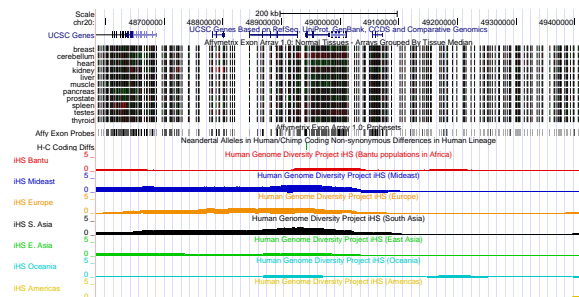 Scale 200 kb
chr20: 48700000 48800000 48900000 49000000 49100000 49200000 49300000 49400000
UCSC Genes Based on RefSeq, UniProt, GenBank, CCDS and Comparative Genomics
UCSC Genes
Affymetrix Exon Array 1.0: Normal Tissues - Arrays Grouped By Tissue Median
breast
cerebellum
heart
kidney
liver
muscle
pancreas
prostate
spleen
testes
thyroid
Affymetrix Exon Array 1.0: Probesets
Affy Exon Probes
Neandertal Alleles in Human/Chimp Coding Non-synonymous Differences in Human Lineage
H-C Coding Diffs
5
iHS Bantu Human Genome Diversity Project iHS (Bantu populations in Africa)
0
5
iHS Mideast Human Genome Diversity Project iHS (Mideast)
0
5
iHS Europe Human Genome Diversity Project iHS (Europe)
0
5
iHS S. Asia Human Genome Diversity Project iHS (South Asia)
0
5
iHS E. Asia Human Genome Diversity Project iHS (East Asia)
0
5
iHS Oceania Human Genome Diversity Project iHS (Oceania)
0
5
iHS Americas Human Genome Diversity Project iHS (Americas)
0